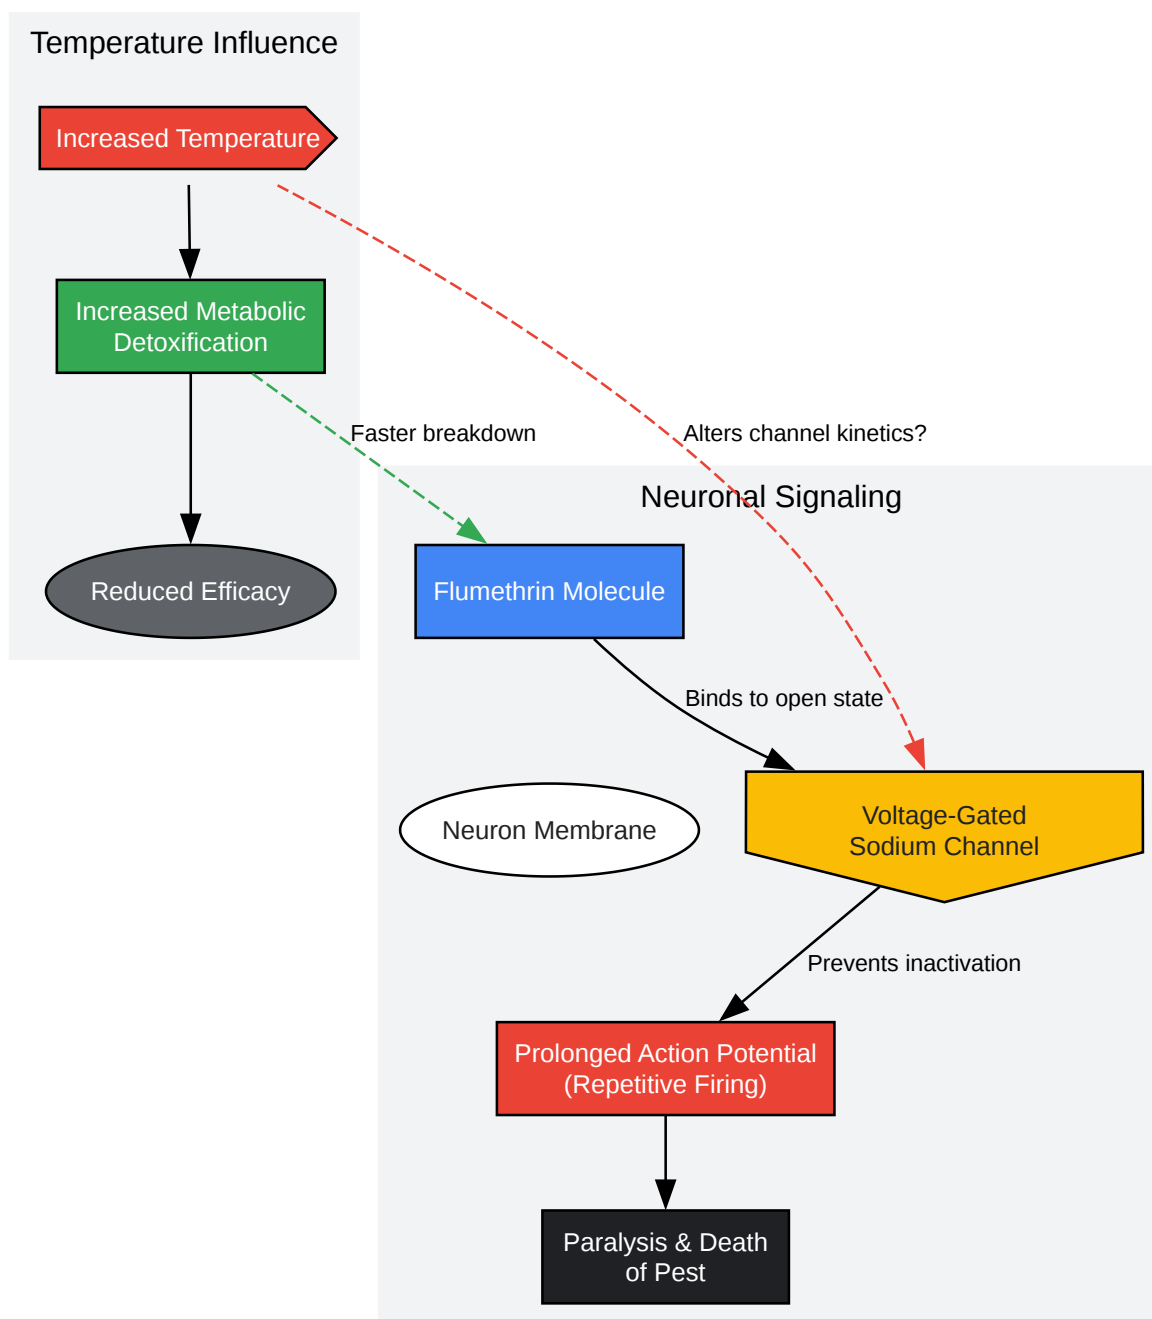 Temperature Influence
Increased Temperature
Increased Metabolic
Detoxification
Faster breakdown
Alters channel kinetics?
Neuronal Signaling
Reduced Efficacy
Flumethrin Molecule
Binds to open state
Neuron Membrane
Voltage-Gated
Sodium Channel
Prevents inactivation
Prolonged Action Potential
(Repetitive Firing)
Paralysis & Death
of Pest